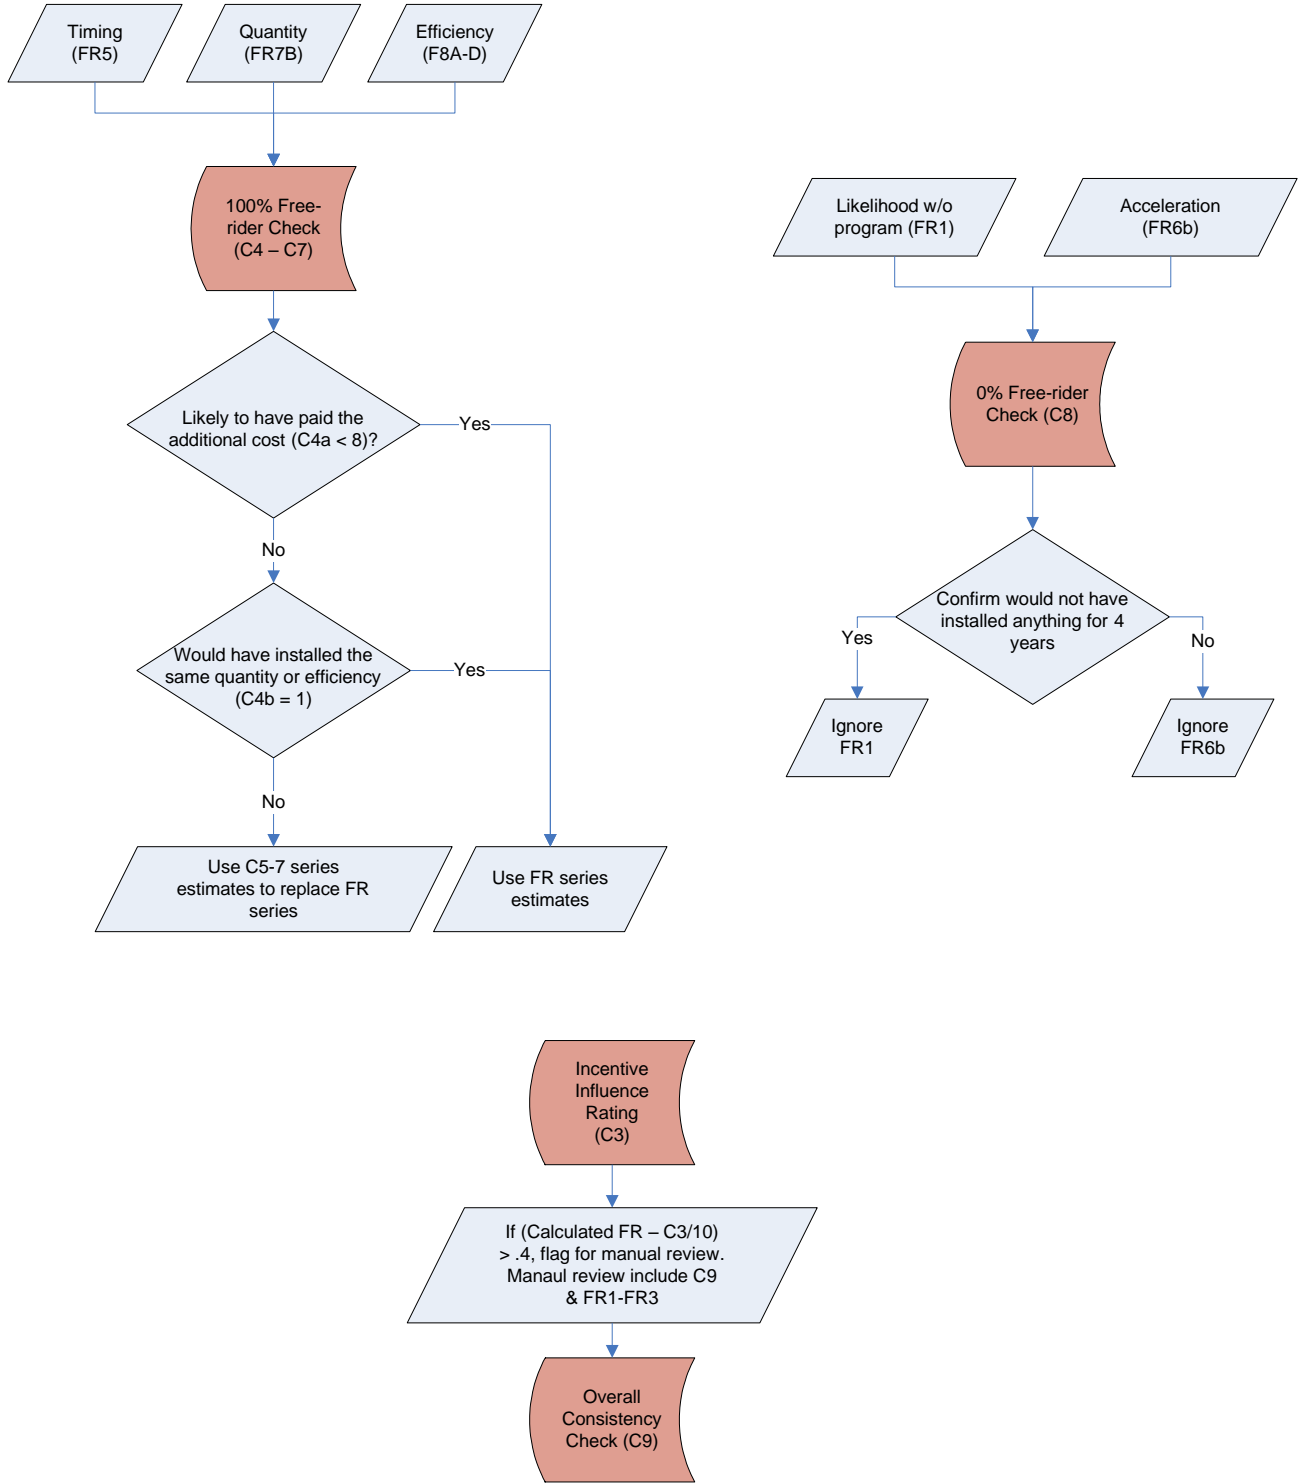 Timing
(FR5)
Quantity
(FR7B)
Efficiency
(F8A-D)
100% Free-
rider Check
(C4 – C7)
Likely to have paid the
additional cost (C4a < 8)?
Yes
No
Would have installed the
same quantity or efficiency
(C4b = 1)
Yes
No
Use C5-7 series
estimates to replace FR
series
Use FR series
estimates
Likelihood w/o
program (FR1)
Acceleration
(FR6b)
0% Free-rider
Check (C8)
Confirm would not have
installed anything for 4
years
Yes
No
Ignore
FR1
Ignore
FR6b
Incentive
Influence
Rating
(C3)
If (Calculated FR – C3/10)
> .4, flag for manual review.
Manaul review include C9
& FR1-FR3
Overall
Consistency
Check (C9)